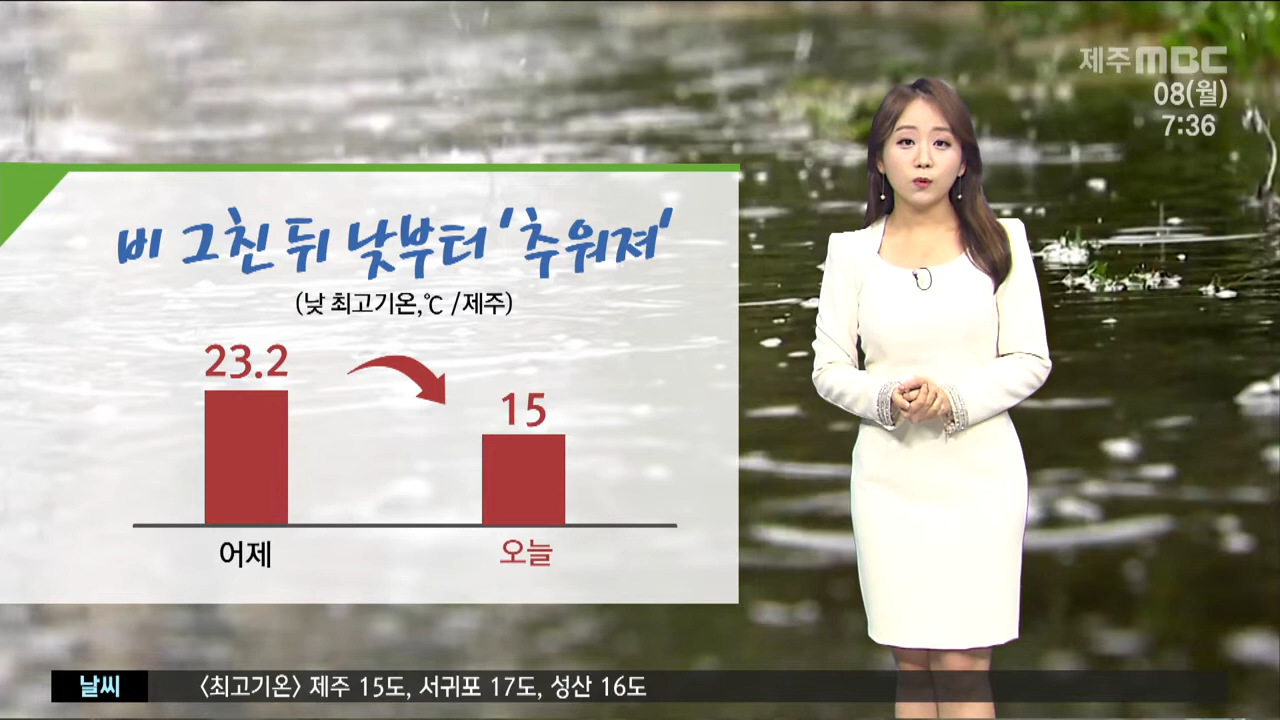 제주MBC
08(월)
7:36
비 그친 뒤 낮부터 '추워져'
(낮 최고기온,℃ /제주)
23.2
15
어제
오늘
날씨
〈최고기온〉 제주 15도, 서귀포 17도, 성산 16도